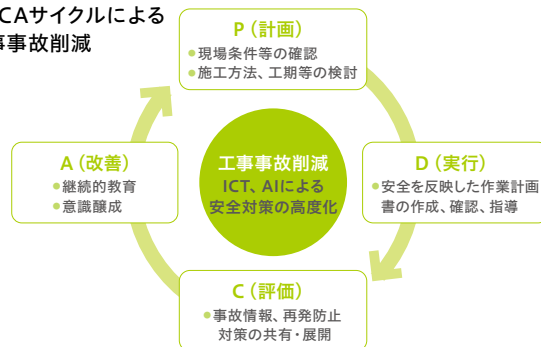 CAサイクルによる
事事故削減
P（計画）
●現場条件等の確認
●施工方法、工期等の検討
A（改善）
●継続的教育
●意識醸成
工事事故削減
ICT、AIによる
安全対策の高度化
D（実行）
●安全を反映した作業計画
書の作成、確認、指導
C（評価）
●事故情報、再発防止
対策の共有・展開